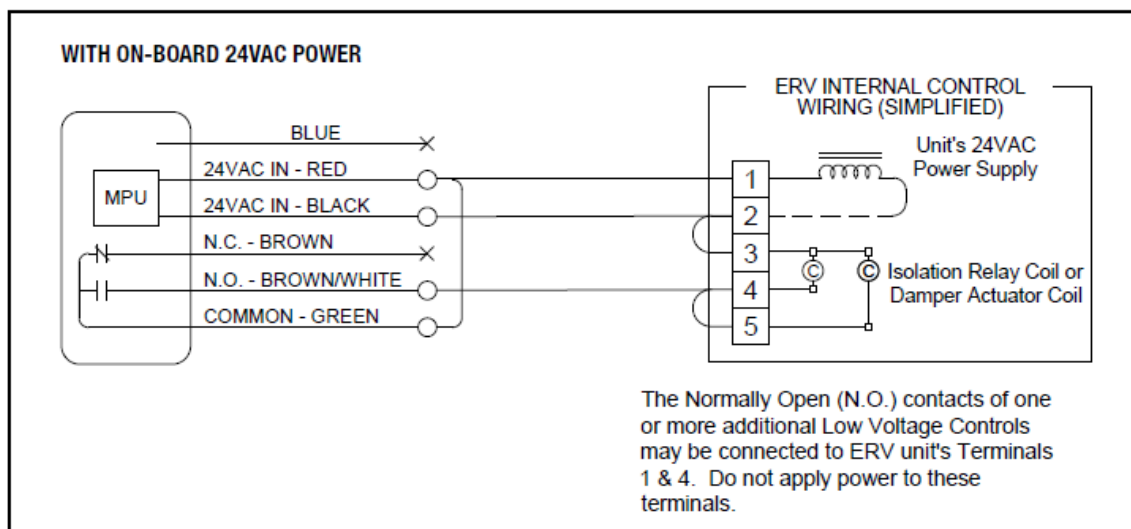 WITH ON-BOARD 24VAC POWER
ERV INTERNAL CONTROL
WIRING (SIMPLIFIED)
BLUE
24VAC IN - RED
MPU
24VAC IN - BLACK
N.C. - BROWN
N.O. - BROWN/WHITE
COMMON - GREEN
Unit's 24VAC
Power Supply
1
2
3
4
5
C
C
Isolation Relay Coil or
Damper Actuator Coil
The Normally Open (N.O.) contacts of one
or more additional Low Voltage Controls
may be connected to ERV unit's Terminals
1 & 4. Do not apply power to these
terminals.